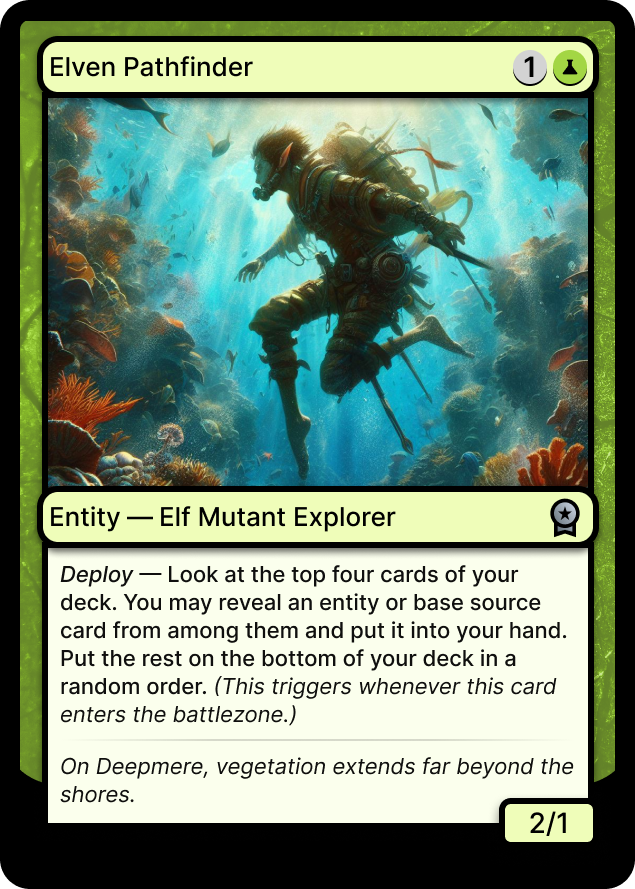 Elven Pathfinder 1
Entity — Elf Mutant Explorer
Deploy — Look at the top four cards of your
deck. You may reveal an entity or base source
card from among them and put it into your hand.
Put the rest on the bottom of your deck in a
random order. (This triggers whenever this card
enters the battlezone.)
On Deepmere, vegetation extends far beyond the
shores.
2/1